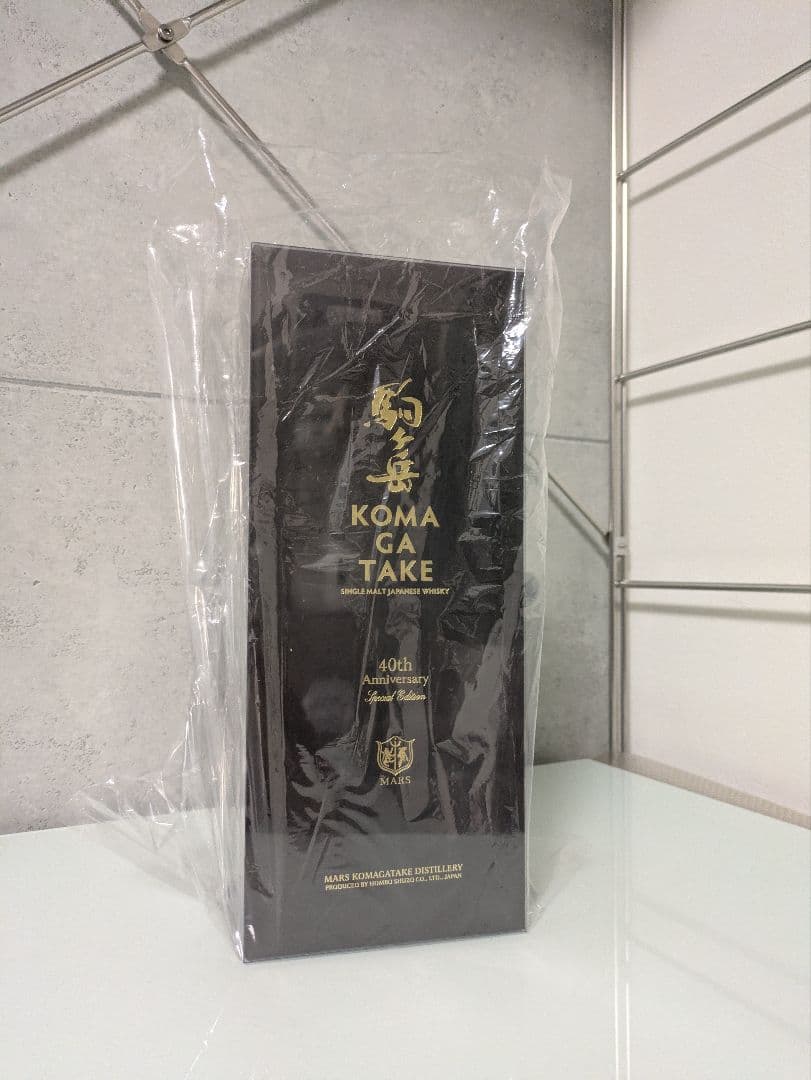 駒ヶ岳
KOMA
GA
TAKE
SINGLE MALT JAPANESE WHISKY
40th
Anniversary
Special Edition
MARS
MARS KOMAGATAKE DISTILLERY
PRODUCED BY HOMBO SHUZO CO., LTD., JAPAN